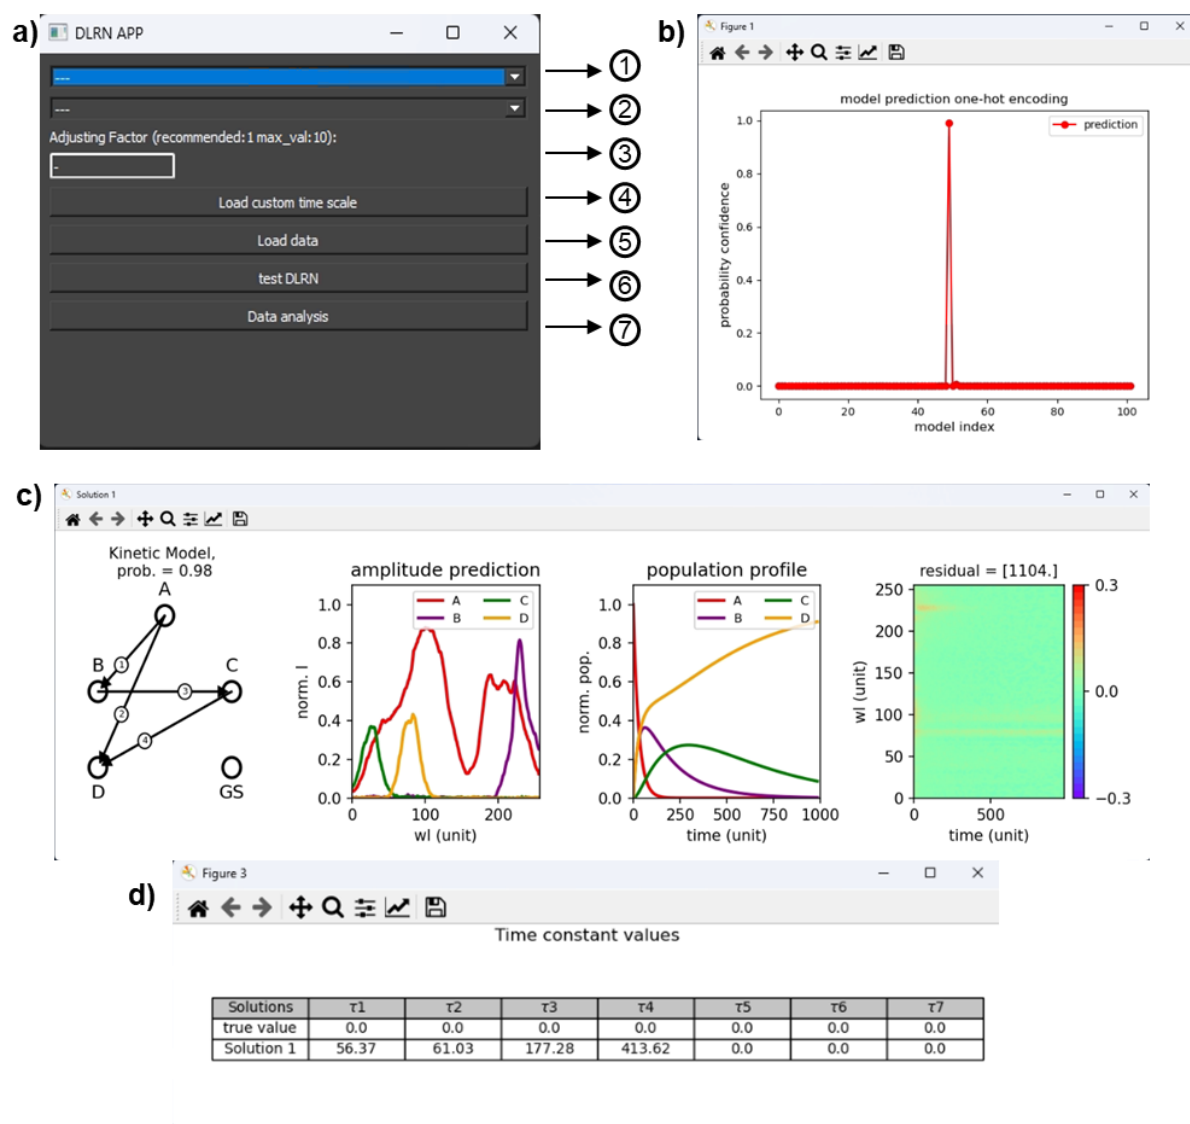 a)
DLRN APP
---
---
Adjusting Factor (recommended:1 max_val:10):
-
Load custom time scale
Load data
test DLRN
Data analysis
1
2
3
4
5
6
7
b)
Figure 1
model prediction one-hot encoding
prediction
probability confidence
1.0
0.8
0.6
0.4
0.2
0.0
0 20 40 60 80 100
model index
c)
Solution 1
Kinetic Model,
prob. = 0.98
A
B
C
D
GS
1
2
3
4
amplitude prediction
A C
B D
norm. I
1.0
0.8
0.6
0.4
0.2
0.0
0 100 200
wl (unit)
population profile
A C
B D
norm. pop.
1.0
0.8
0.6
0.4
0.2
0.0
0 250 500 750 1000
time (unit)
residual = [1104.]
wl (unit)
250
200
150
100
50
0
0 500
time (unit)
0.3
0.0
−0.3
d)
Figure 3
Time constant values
Solutions τ1 τ2 τ3 τ4 τ5 τ6 τ7
true value 0.0 0.0 0.0 0.0 0.0 0.0 0.0
Solution 1 56.37 61.03 177.28 413.62 0.0 0.0 0.0